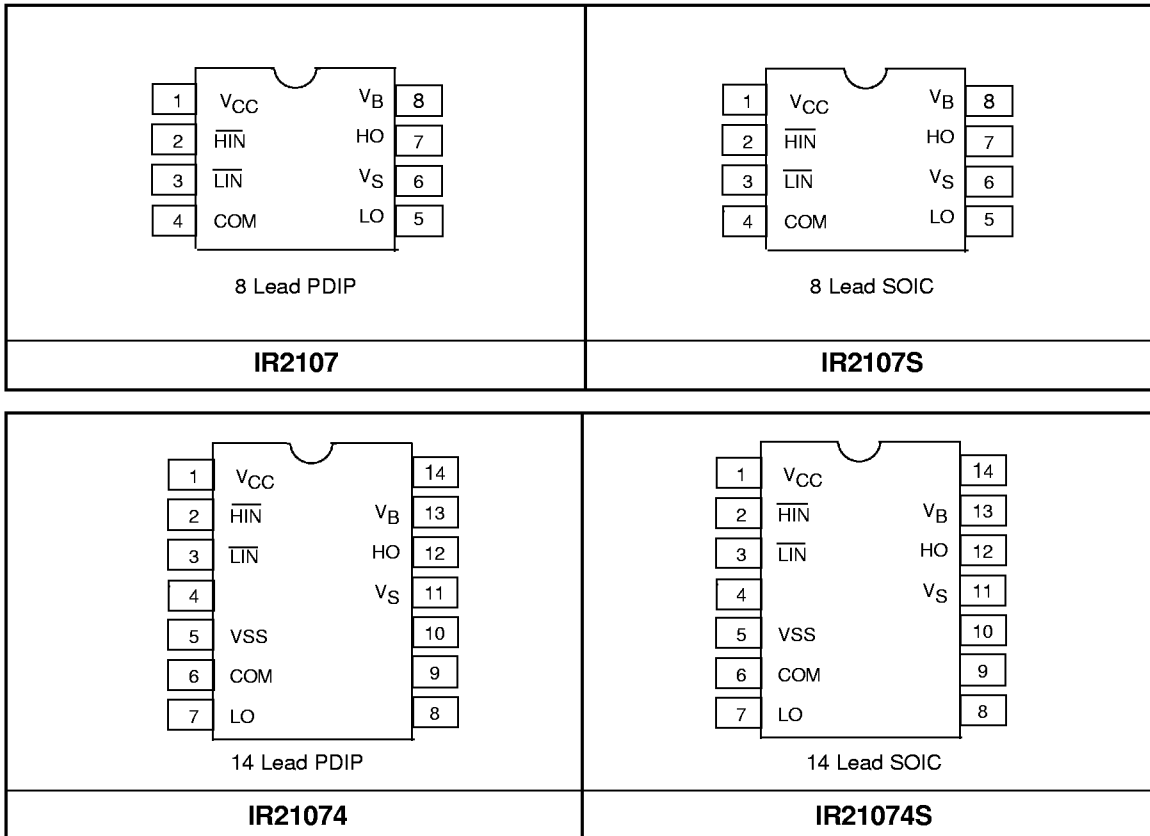 1 VCC VB 8
2 HIN HO 7
3 LIN VS 6
4 COM LO 5
8 Lead PDIP
IR2107
1 VCC VB 8
2 HIN HO 7
3 LIN VS 6
4 COM LO 5
8 Lead SOIC
IR2107S
1 VCC 14
2 HIN VB 13
3 LIN HO 12
4 VS 11
5 VSS 10
6 COM 9
7 LO 8
14 Lead PDIP
IR21074
1 VCC 14
2 HIN VB 13
3 LIN HO 12
4 VS 11
5 VSS 10
6 COM 9
7 LO 8
14 Lead SOIC
IR21074S